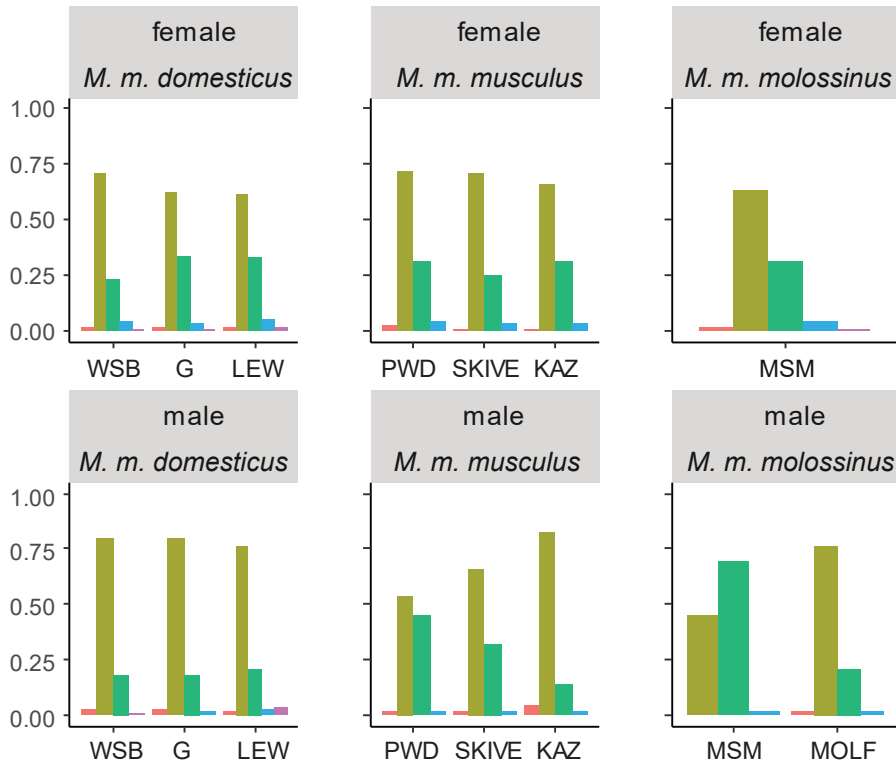 female female female
M. m. domesticus M. m. musculus M. m. molossinus
1.00
0.75
0.50
0.25
0.00
WSB G LEW PWD SKIVE KAZ MSM
male male male
M. m. domesticus M. m. musculus M. m. molossinus
1.00
0.75
0.50
0.25
0.00
WSB G LEW PWD SKIVE KAZ MSM MOLF